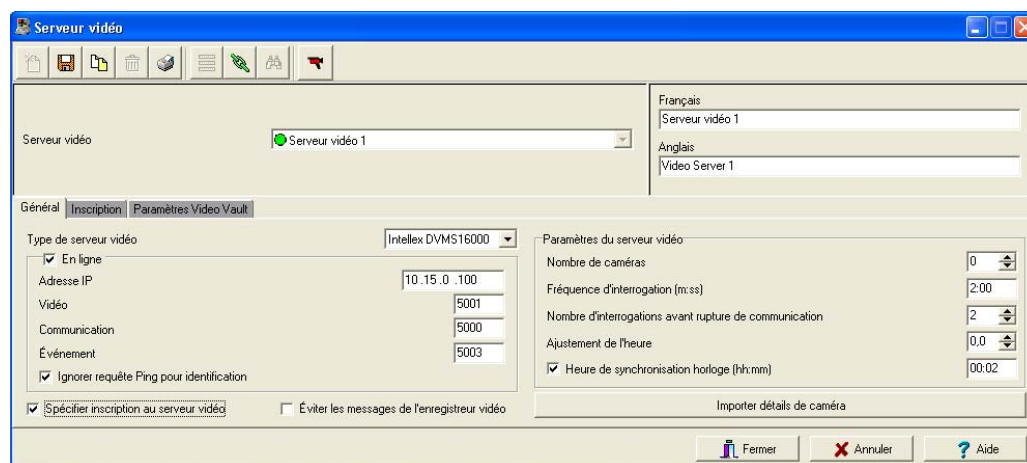 Serveur vidéo
Serveur vidéo
Serveur vidéo 1
Français
Serveur vidéo 1
Anglais
Video Server 1
Général Inscription Paramètres Video Vault
Type de serveur vidéo Intellex DVMS16000
En ligne
Adresse IP 10 .15 .0 .100
Vidéo 5001
Communication 5000
Événement 5003
Ignorer requête Ping pour identification
Spécifier inscription au serveur vidéo Éviter les messages de l'enregistreur vidéo
Paramètres du serveur vidéo
Nombre de caméras 0
Fréquence d'interrogation (m:ss) 2:00
Nombre d'interrogations avant rupture de communication 2
Ajustement de l'heure 0,0
Heure de synchronisation horloge (hh:mm) 00:02
Importer détails de caméra
Fermer Annuler ? Aide